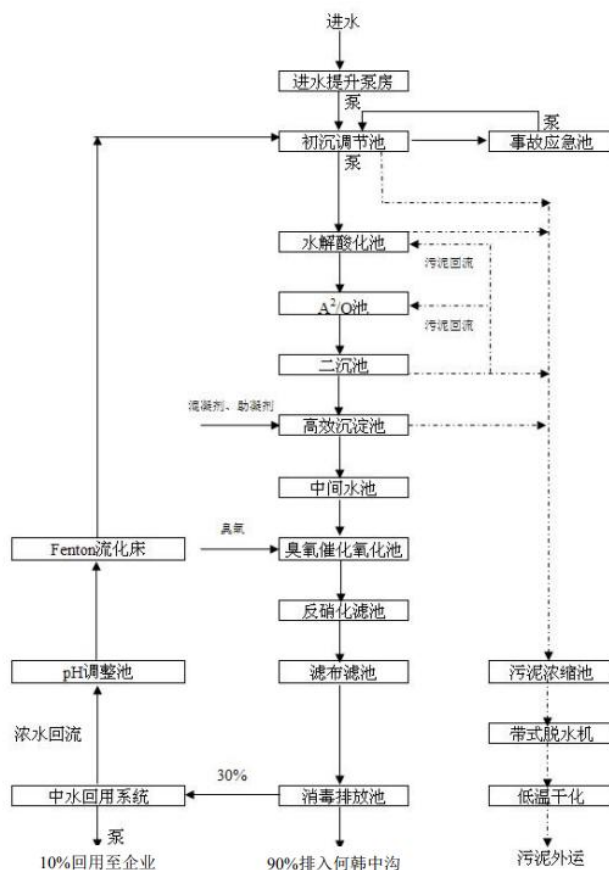 进水
进水提升泵房
泵
泵
初沉调节池
事故应急池
泵
水解酸化池
污泥回流
A²/O池
污泥回流
二沉池
混凝剂、助凝剂
高效沉淀池
中间水池
臭氧
Fenton流化床
臭氧催化氧化池
反硝化滤池
pH调整池
滤布滤池
污泥浓缩池
浓水回流
带式脱水机
30%
中水回用系统
消毒排放池
低温干化
泵
10%回用至企业
90%排入何韩中沟
污泥外运